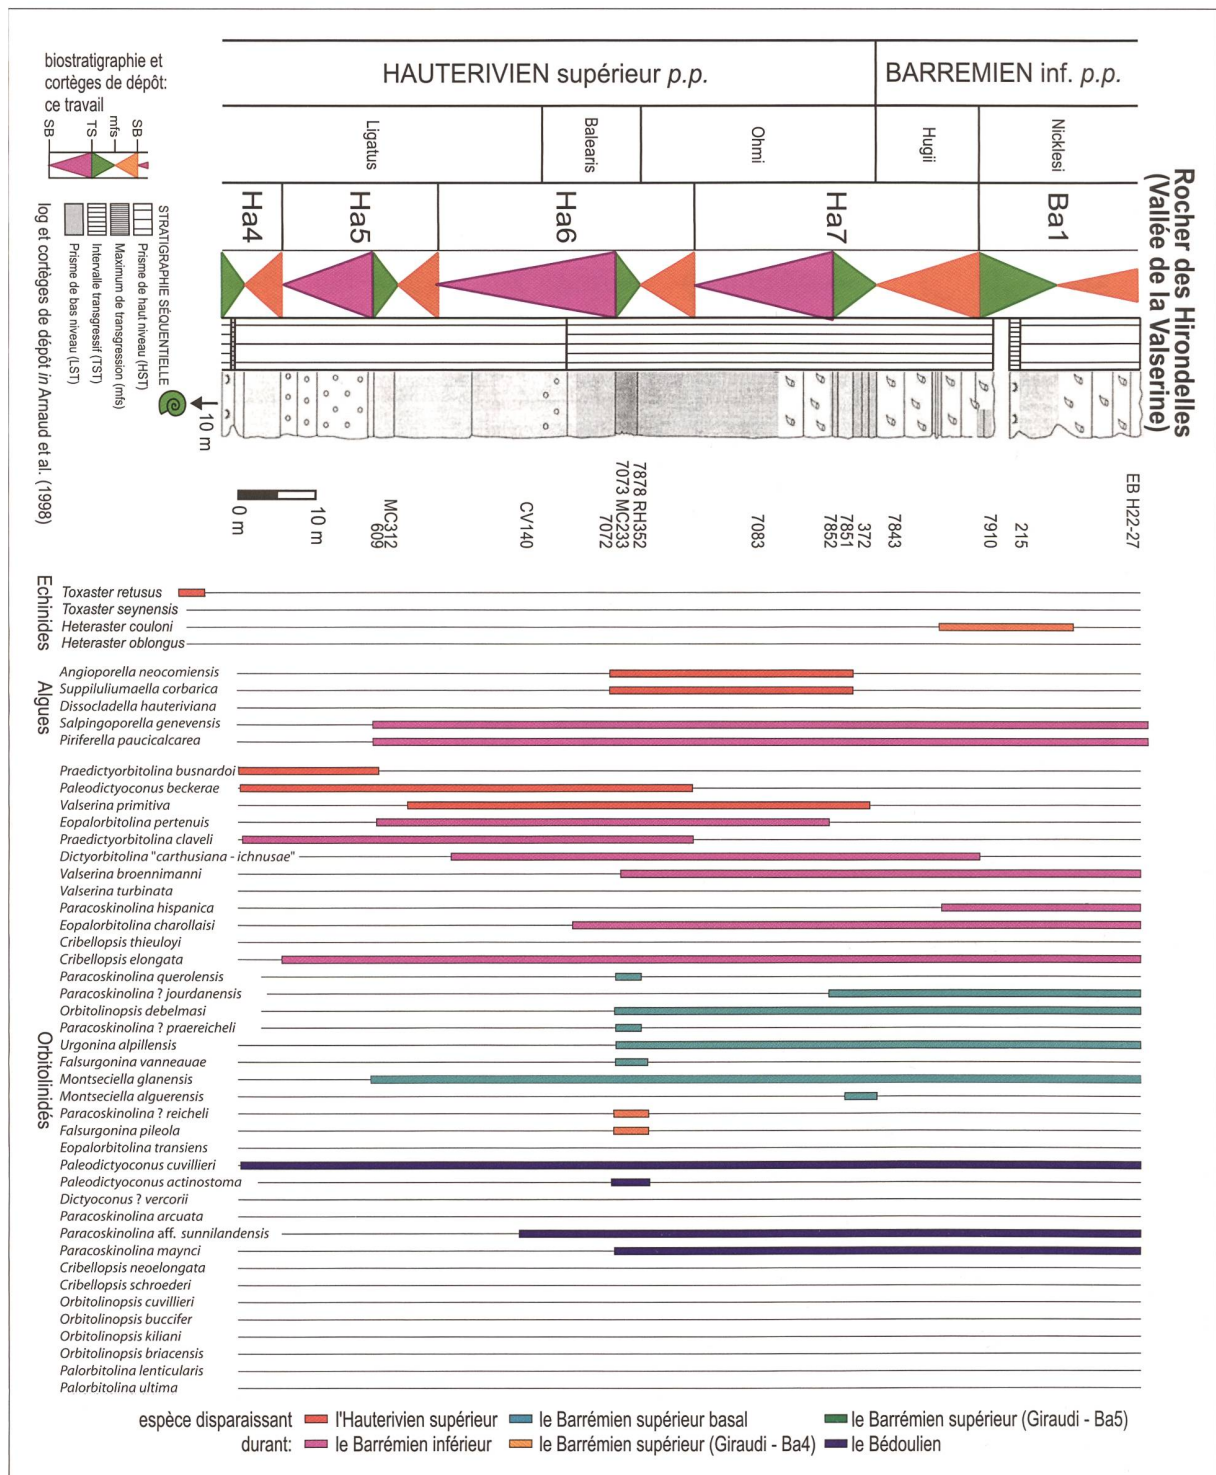 Rocher des Hirondelles
(Vallée de la Valserine)
HAUTERIVIEN supérieur p.p.
BARREMIEN inf. p.p.
Ligatus
Balearis
Ohmi
Hugii
Nicklesi
Ha4
Ha5
Ha6
Ha7
Ba1
biostratigraphie et
cortèges de dépôt:
ce travail
SB
TS
mfs
SB
STRATIGRAPHIE SÉQUENTIELLE
Prisme de haut niveau (HST)
Maximum de transgression (mfs)
Intervalle transgressif (TST)
Prisme de bas niveau (LST)
log et cortèges de dépôt in Arnaud et al. (1998)
10 m
0 m
10 m
MC312
609
CV140
7072
7073 MC233
7878 RH352
7083
7852
7851
372
7843
7910
215
EB H22-27
Echinides
Toxaster retusus
Toxaster seynensis
Heteraster couloni
Heteraster oblongus
Algues
Angioporella neocomiensis
Suppiluliumaella corbarica
Dissocladella hauteriviana
Salpingoporella genevensis
Piriferella paucicalcarea
Orbitolinidés
Praedictyorbitolina busnardoi
Paleodictyoconus beckerae
Valserina primitiva
Eopalorbitolina pertenuis
Praedictyorbitolina claveli
Dictyorbitolina "carthusiana - ichnusae"
Valserina broennimanni
Valserina turbinata
Paracoskinolina hispanica
Eopalorbitolina charollaisi
Cribellopsis thieuloyi
Cribellopsis elongata
Paracoskinolina querolensis
Paracoskinolina ? jourdanensis
Orbitolinopsis debelmasi
Paracoskinolina ? praereicheli
Urgonina alpillensis
Falsurgonina vanneauae
Montseciella glanensis
Montseciella alguerensis
Paracoskinolina ? reicheli
Falsurgonina pileola
Eopalorbitolina transiens
Paleodictyoconus cuvillieri
Paleodictyoconus actinostoma
Dictyoconus ? vercorii
Paracoskinolina arcuata
Paracoskinolina aff. sunnilandensis
Paracoskinolina maynci
Cribellopsis neoelongata
Cribellopsis schroederi
Orbitolinopsis cuvillieri
Orbitolinopsis buccifer
Orbitolinopsis kiliani
Orbitolinopsis briacensis
Palorbitolina lenticularis
Palorbitolina ultima
espèce disparaissant
durant:
l'Hauterivien supérieur
le Barrémien inférieur
le Barrémien supérieur basal
le Barrémien supérieur (Giraudi - Ba4)
le Barrémien supérieur (Giraudi - Ba5)
le Bédoulien